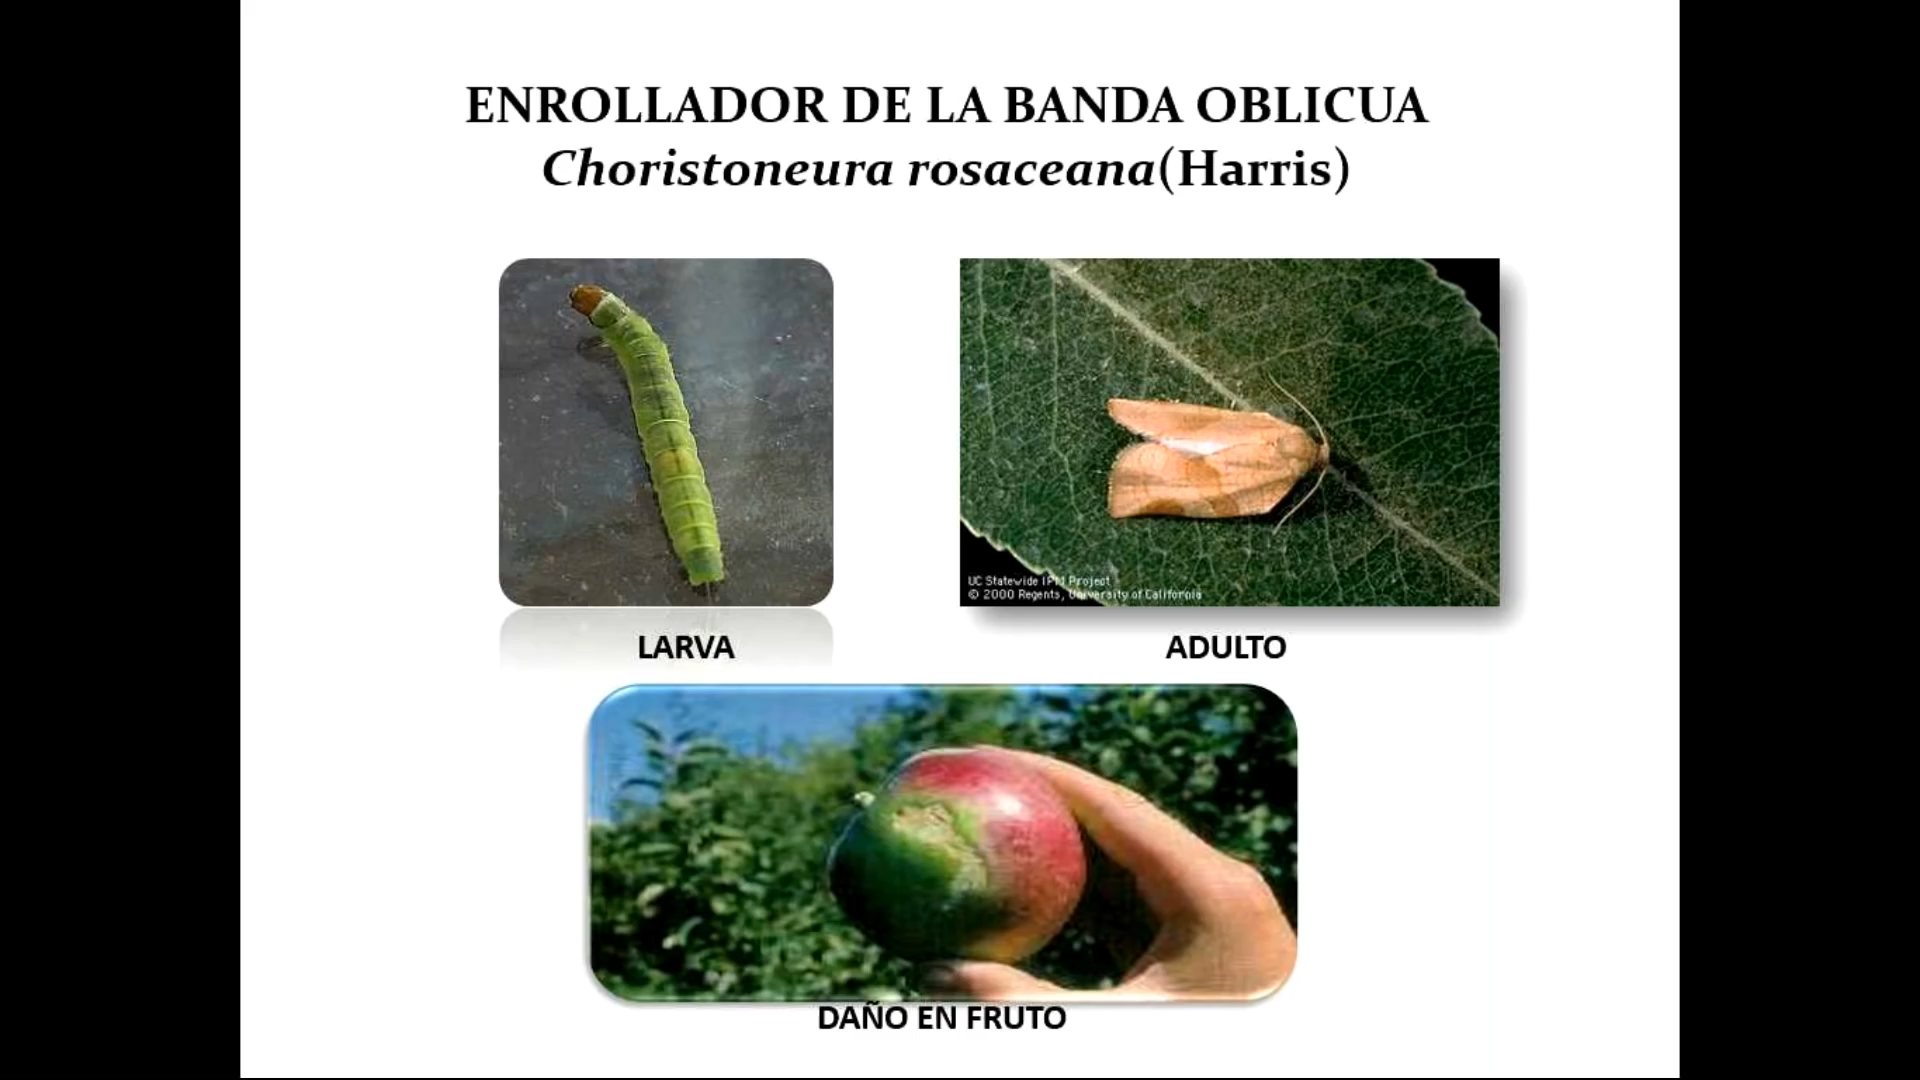 ENROLLADOR DE LA BANDA OBLICUA
Choristoneura rosaceana(Harris)
UC Statewide IPM Project
© 2000 Regents, University of California
LARVA
ADULTO
DAÑO EN FRUTO